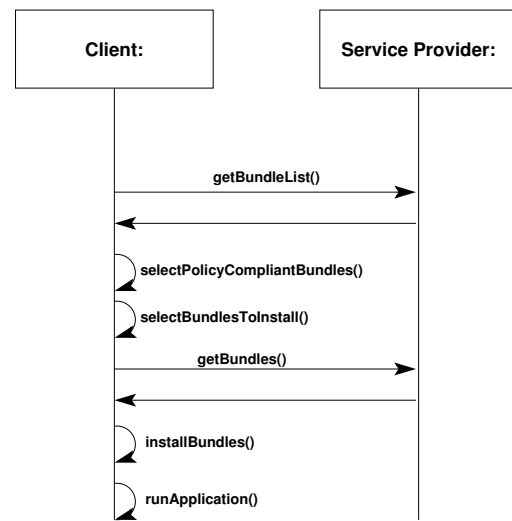 Client:
Service Provider:
getBundleList()
selectPolicyCompliantBundles()
selectBundlesToInstall()
getBundles()
installBundles()
runApplication()